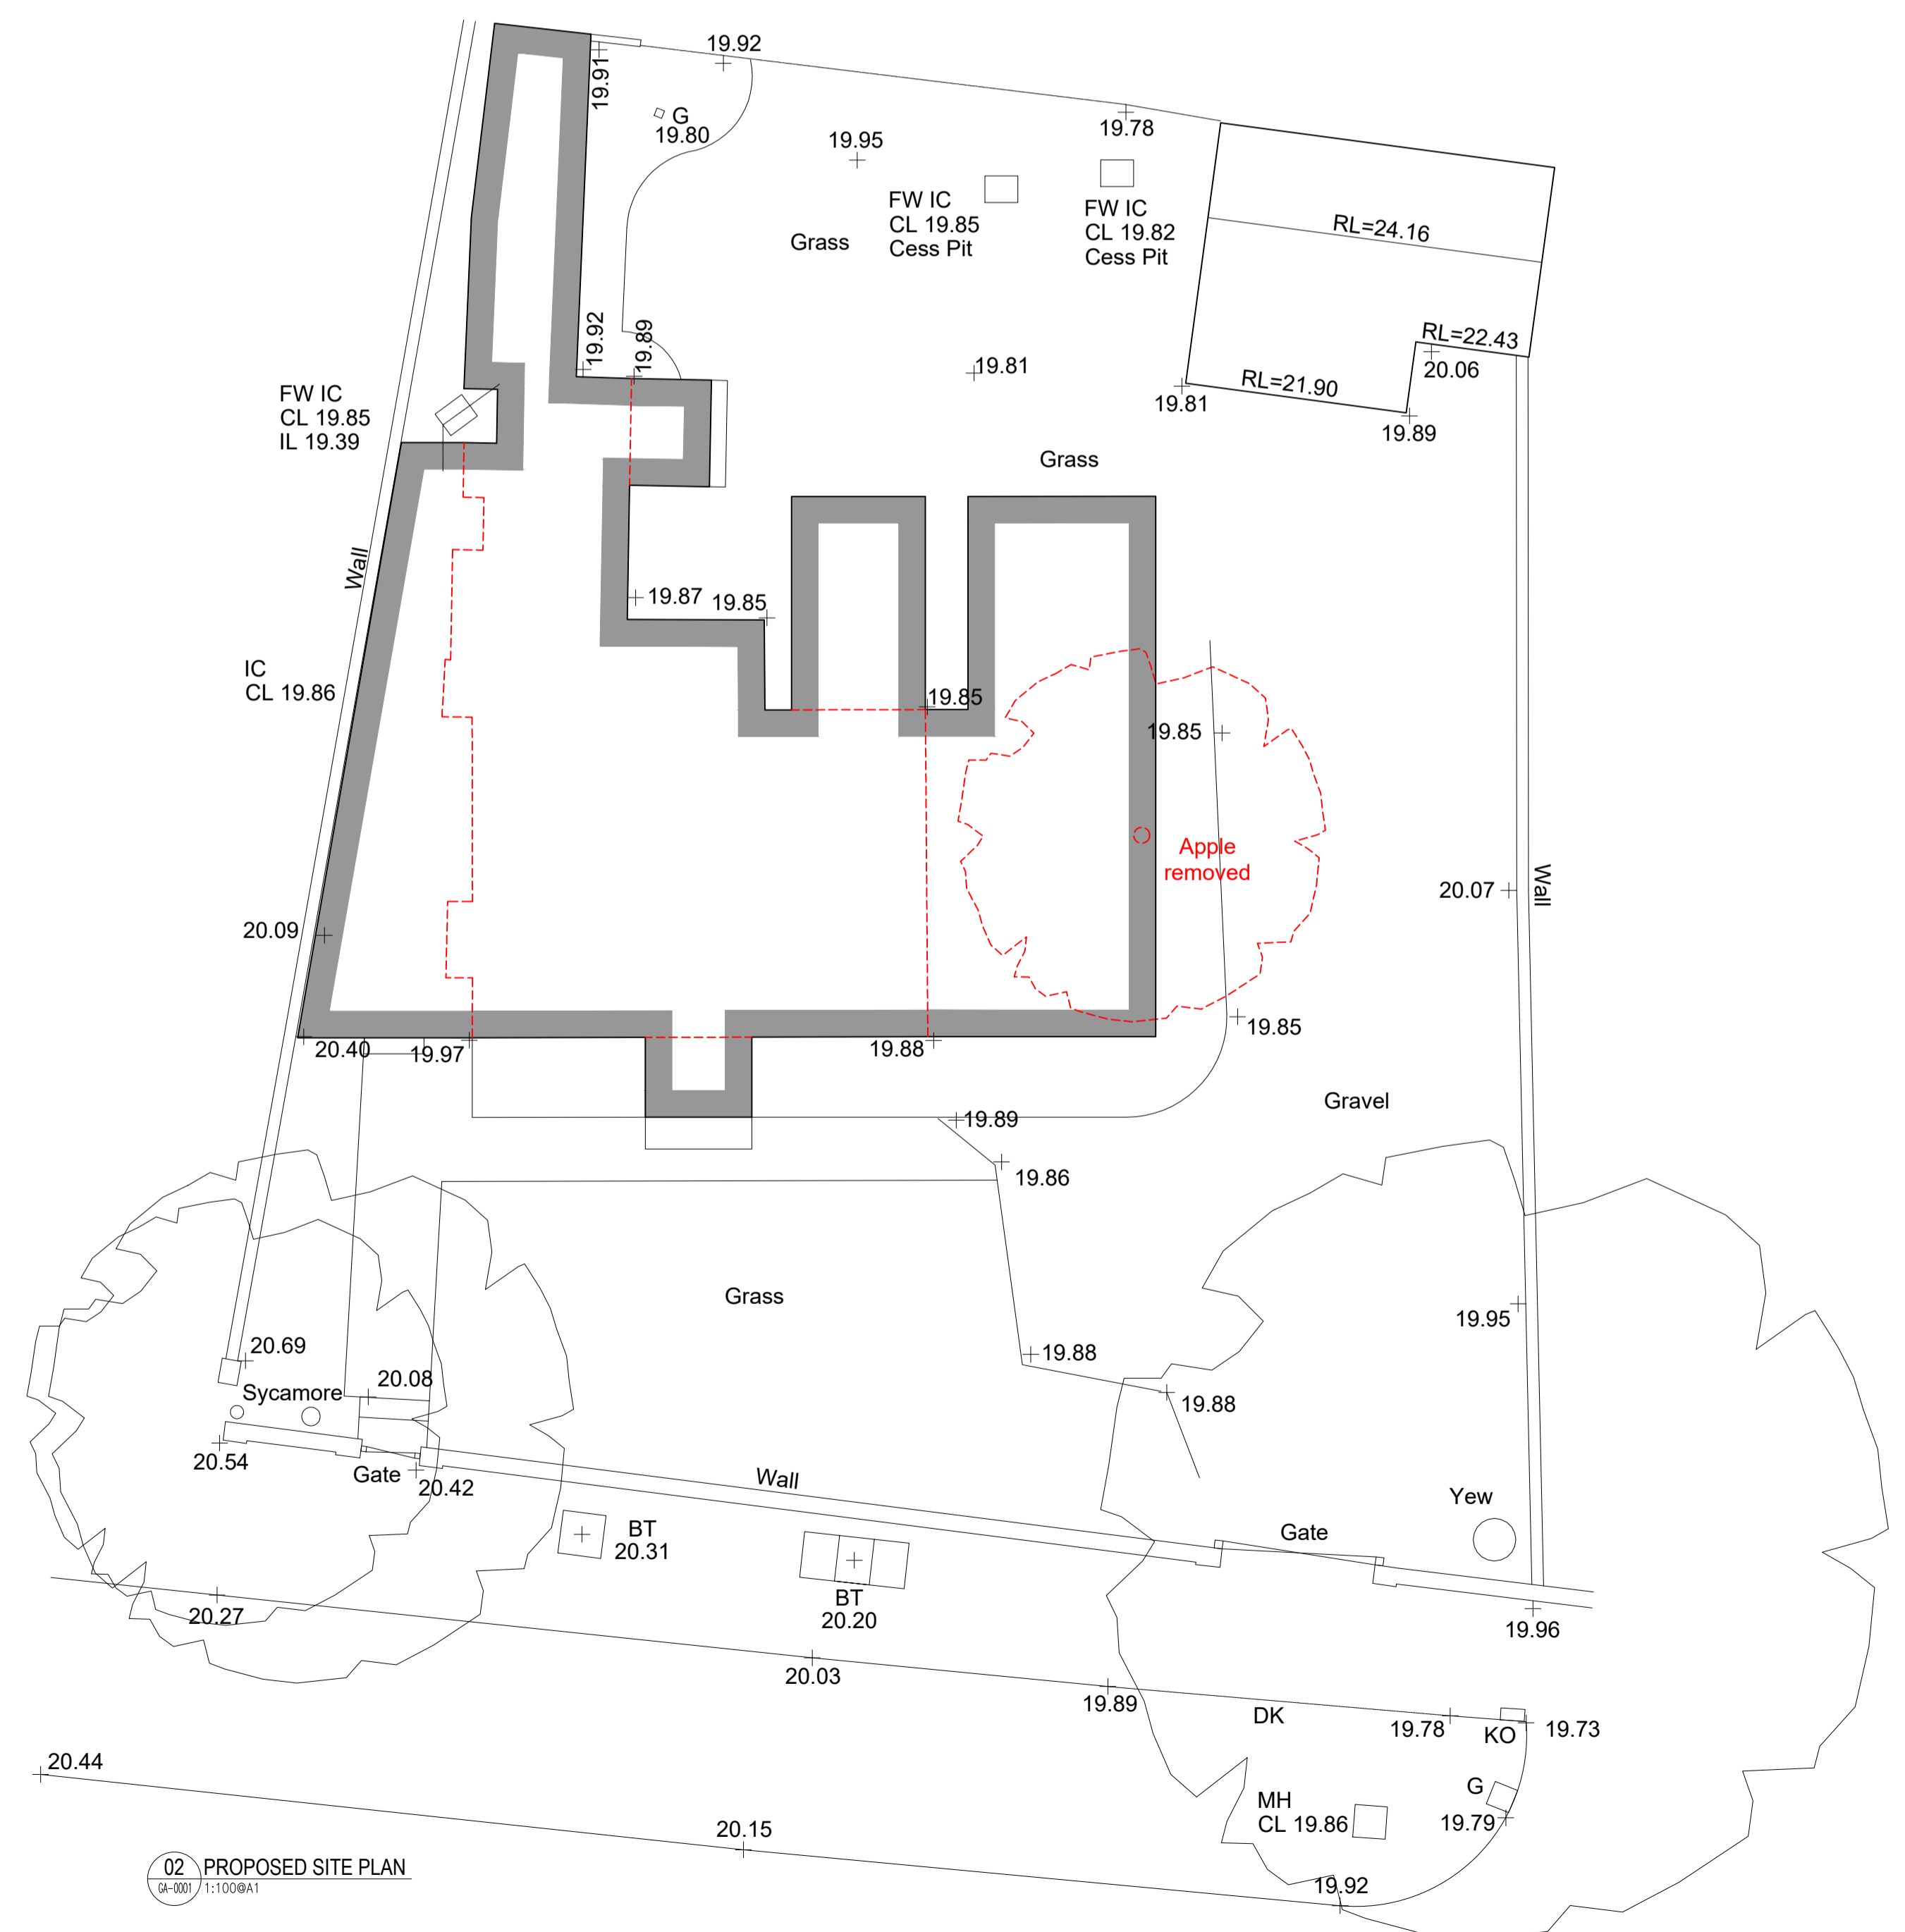 19.91
19.92
G
19.80
19.95
19.78
FW IC
CL 19.85
Cess Pit
FW IC
CL 19.82
Cess Pit
Grass
RL=24.16
RL=22.43
20.06
RL=21.90
19.81
19.89
19.92
19.89
19.81
FW IC
CL 19.85
IL 19.39
Grass
Wall
19.87
19.85
IC
CL 19.86
19.85
19.85
Apple
removed
20.07
Wall
20.09
20.40
19.97
19.88
19.85
Gravel
19.89
19.86
Grass
19.95
20.69
19.88
20.08
Sycamore
19.88
20.54
Gate
20.42
Wall
Yew
Gate
BT
20.31
BT
20.20
20.27
19.96
20.03
19.89
DK
19.78
KO
19.73
20.44
G
MH
CL 19.86
19.79
20.15
19.92
02
GA-0001
PROPOSED SITE PLAN
1:100@A1